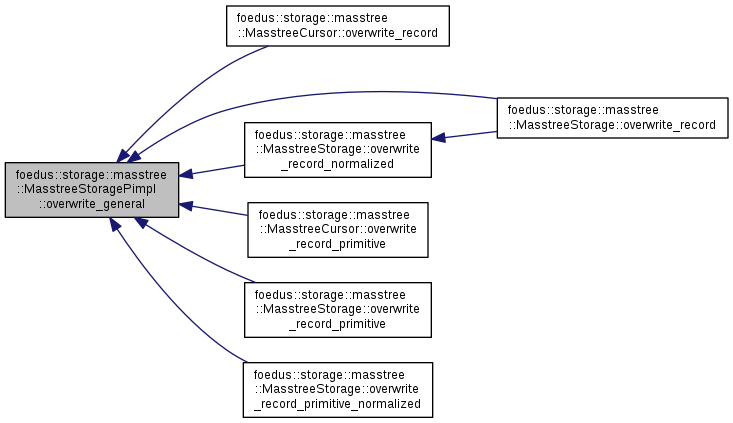 foedus::storage::masstree
::MasstreeCursor::overwrite_record
foedus::storage::masstree
::MasstreeStorage::overwrite_record
foedus::storage::masstree
::MasstreeStorage::overwrite
_record_normalized
foedus::storage::masstree
::MasstreeStoragePimpl
::overwrite_general
foedus::storage::masstree
::MasstreeCursor::overwrite
_record_primitive
foedus::storage::masstree
::MasstreeStorage::overwrite
_record_primitive
foedus::storage::masstree
::MasstreeStorage::overwrite
_record_primitive_normalized